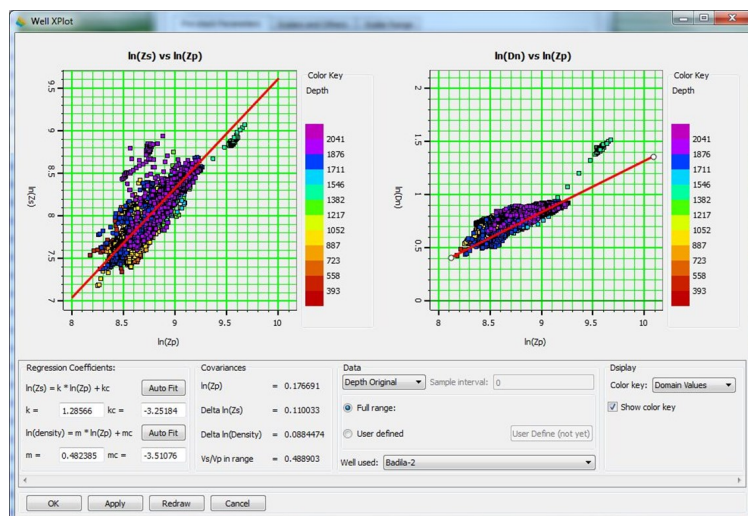 Well XPlot
ln(Zs) vs ln(Zp)
ln(Dn) vs ln(Zp)
Color Key
Depth
2041
1876
1711
1546
1382
1217
1052
887
723
558
393
9.5
9
8.5
8
7.5
7
ln(Zs)
8 8.5 9 9.5 10
ln(Zp)
Color Key
Depth
2041
1876
1711
1546
1382
1217
1052
887
723
558
393
2
1.5
1
0.5
0
ln(Dn)
8 8.5 9 9.5 10
ln(Zp)
Regression Coefficients:
ln(Zs) = k * ln(Zp) + kc Auto Fit
k = 1.28566 kc = -3.25184
ln(density) = m * ln(Zp) + mc Auto Fit
m = 0.482385 mc = -3.51076
Covariances
ln(Zp) = 0.176691
Delta ln(Zs) = 0.110033
Delta ln(Density) = 0.0884474
Vs/Vp in range = 0.488903
Data
Depth Original Sample interval: 0
Full range:
User defined User Define (not yet)
Well used: Badila-2
Dsiplay
Color key: Domain Values
Show color key
OK Apply Redraw Cancel